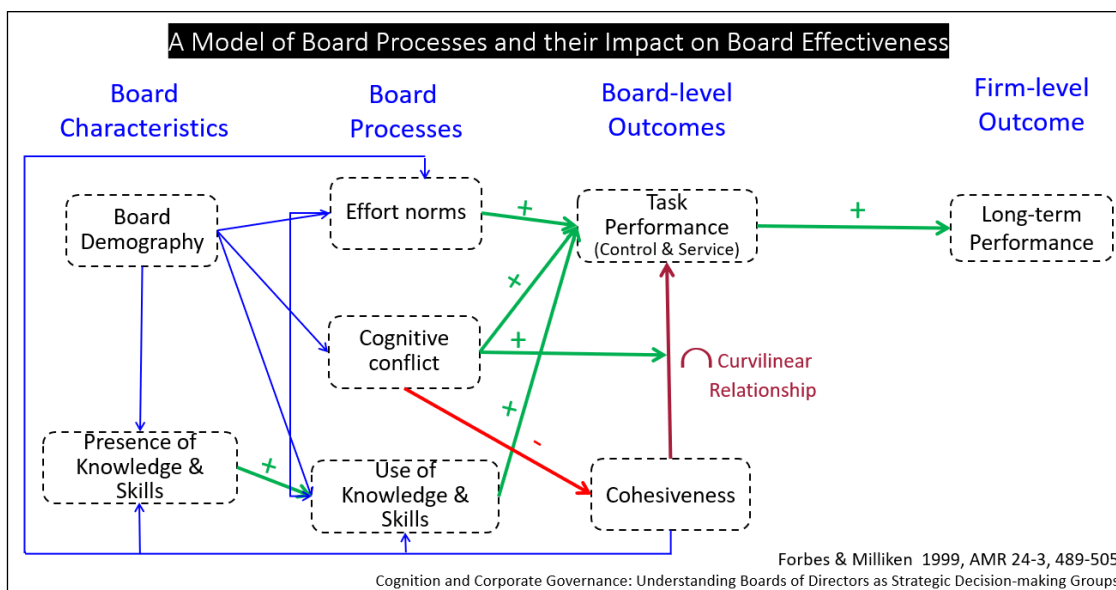 A Model of Board Processes and their Impact on Board Effectiveness
Board
Characteristics
Board
Processes
Board-level
Outcomes
Firm-level
Outcome
Board
Demography
Effort norms
+
Task
Performance
(Control & Service)
+
Long-term
Performance
+
Cognitive
conflict
+
Curvilinear
Relationship
+
-
Presence of
Knowledge &
Skills
+
Use of
Knowledge &
Skills
Cohesiveness
Forbes & Milliken 1999, AMR 24-3, 489-505
Cognition and Corporate Governance: Understanding Boards of Directors as Strategic Decision-making Groups